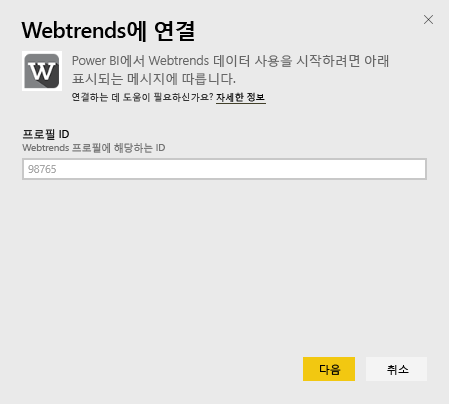 Webtrends에 연결
W
Power BI에서 Webtrends 데이터 사용을 시작하려면 아래
표시되는 메시지에 따릅니다.
연결하는 데 도움이 필요하신가요? 자세한 정보
프로필 ID
Webtrends 프로필에 해당하는 ID
98765
다음 취소